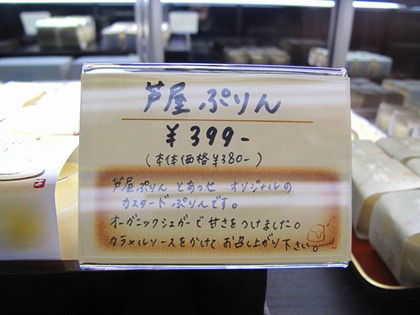 芦屋 ぷりん
¥399-
(本体価格¥380-)
芦屋ぷりん とあっせ オリジナルの
カスタードぷりんです。
オーガニックシュガーで甘さをつけました。
カラメルソースをかけて お召し上がり下さい。